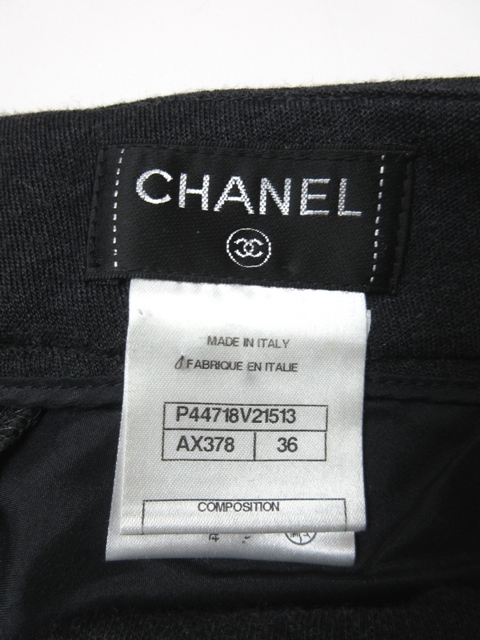 CHANEL
MADE IN ITALY
FABRIQUE EN ITALIE
P44718V21513
AX378 36
COMPOSITION